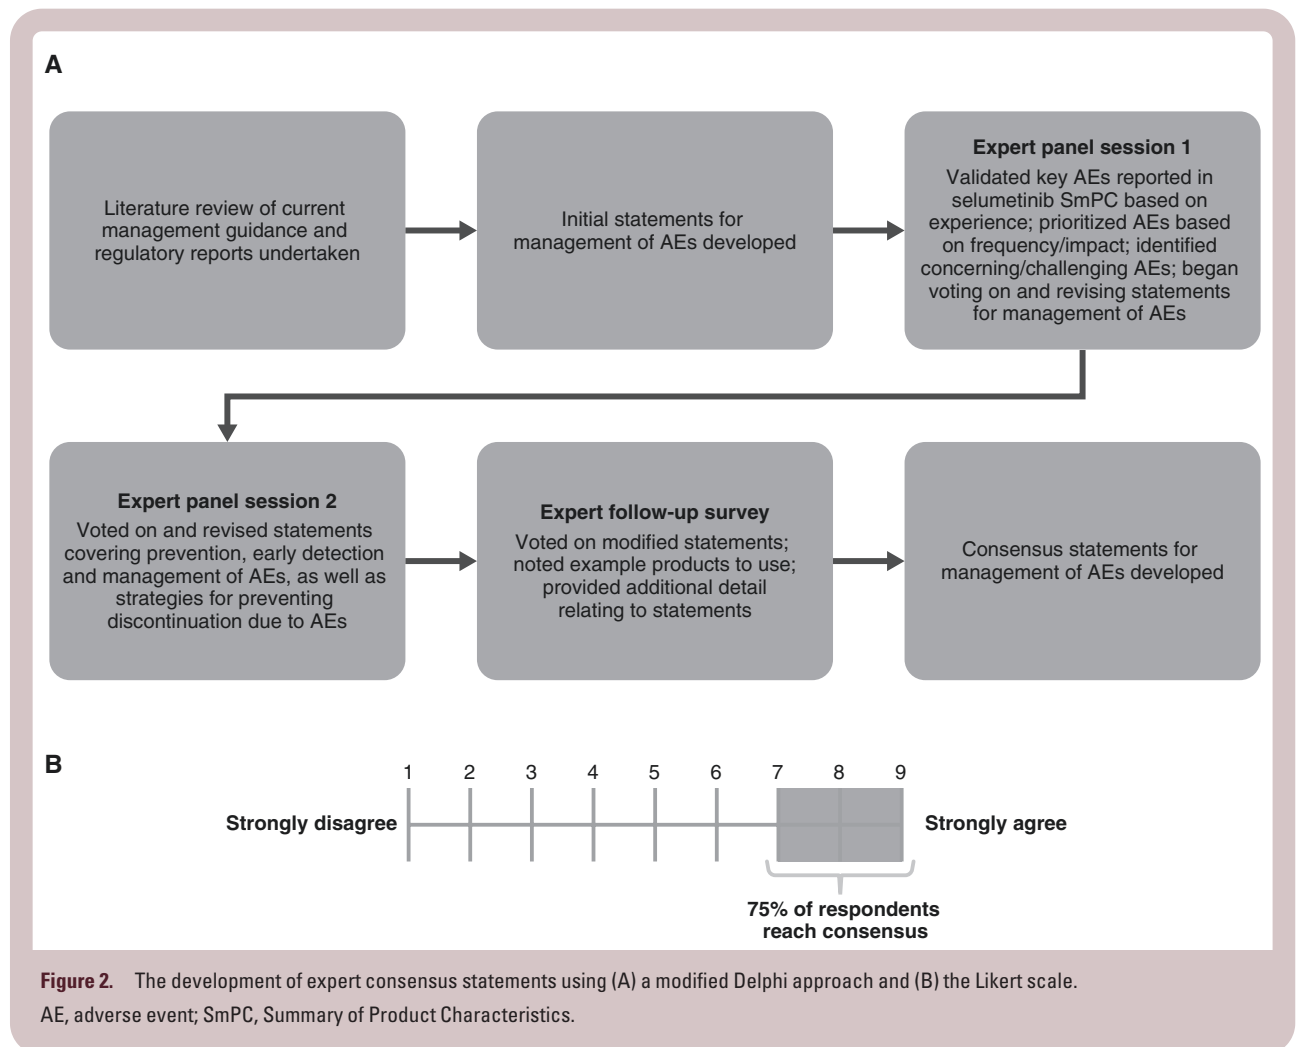 A
Literature review of current
management guidance and
regulatory reports undertaken
Initial statements for
management of AEs developed
Expert panel session 1
Validated key AEs reported in
selumetinib SmPC based on
experience; prioritized AEs based
on frequency/impact; identified
concerning/challenging AEs; began
voting on and revising statements
for management of AEs
Expert panel session 2
Voted on and revised statements
covering prevention, early detection
and management of AEs, as well as
strategies for preventing
discontinuation due to AEs
Expert follow-up survey
Voted on modified statements;
noted example products to use;
provided additional detail
relating to statements
Consensus statements for
management of AEs developed
B
1 2 3 4 5 6 7 8 9
Strongly disagree
Strongly agree
75% of respondents
reach consensus
Figure 2. The development of expert consensus statements using (A) a modified Delphi approach and (B) the Likert scale.
AE, adverse event; SmPC, Summary of Product Characteristics.